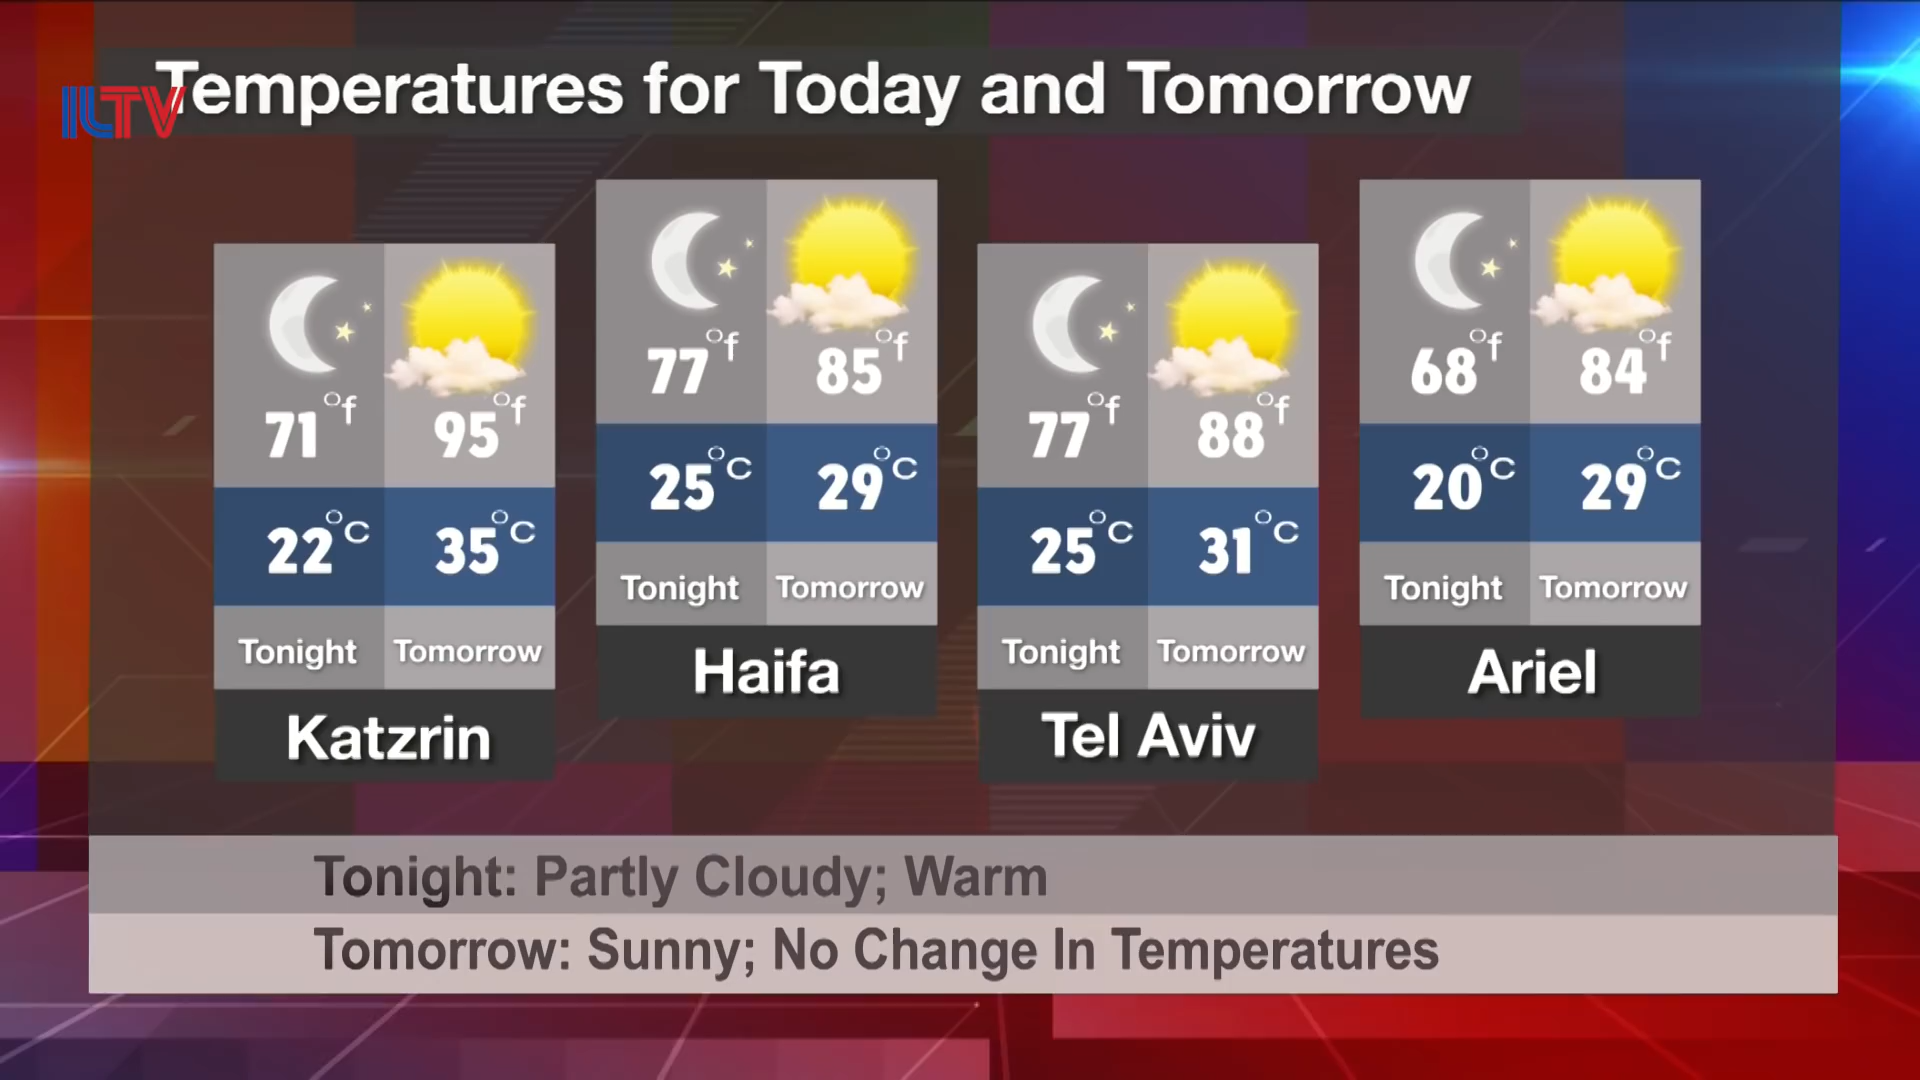 ILTV
Temperatures for Today and Tomorrow
71°f 95°f
22°C 35°C
Tonight Tomorrow
Katzrin
77°f 85°f
25°C 29°C
Tonight Tomorrow
Haifa
77°f 88°f
25°C 31°C
Tonight Tomorrow
Tel Aviv
68°f 84°f
20°C 29°C
Tonight Tomorrow
Ariel
Tonight: Partly Cloudy; Warm
Tomorrow: Sunny; No Change In Temperatures